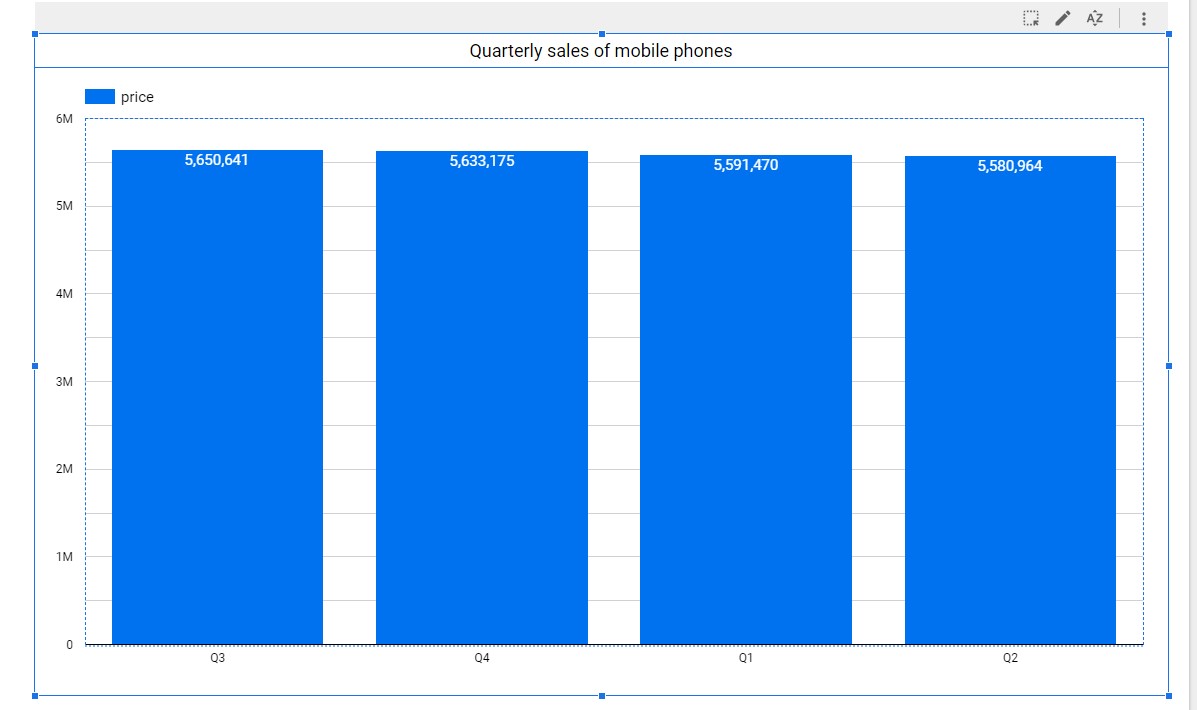 AZ
Quarterly sales of mobile phones
price
6M
5M
4M
3M
2M
1M
0
5,650,641
5,633,175
5,591,470
5,580,964
Q3
Q4
Q1
Q2